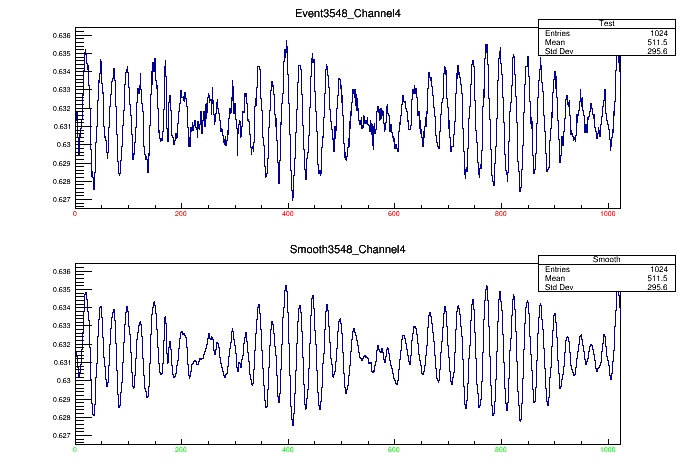 Event3548_Channel4
Test
Entries 1024
Mean 511.5
Std Dev 295.6
0.636
0.635
0.634
0.633
0.632
0.631
0.63
0.629
0.628
0.627
0 200 400 600 800 1000
Smooth3548_Channel4
Smooth
Entries 1024
Mean 511.5
Std Dev 295.6
0.636
0.635
0.634
0.633
0.632
0.631
0.63
0.629
0.628
0.627
0 200 400 600 800 1000